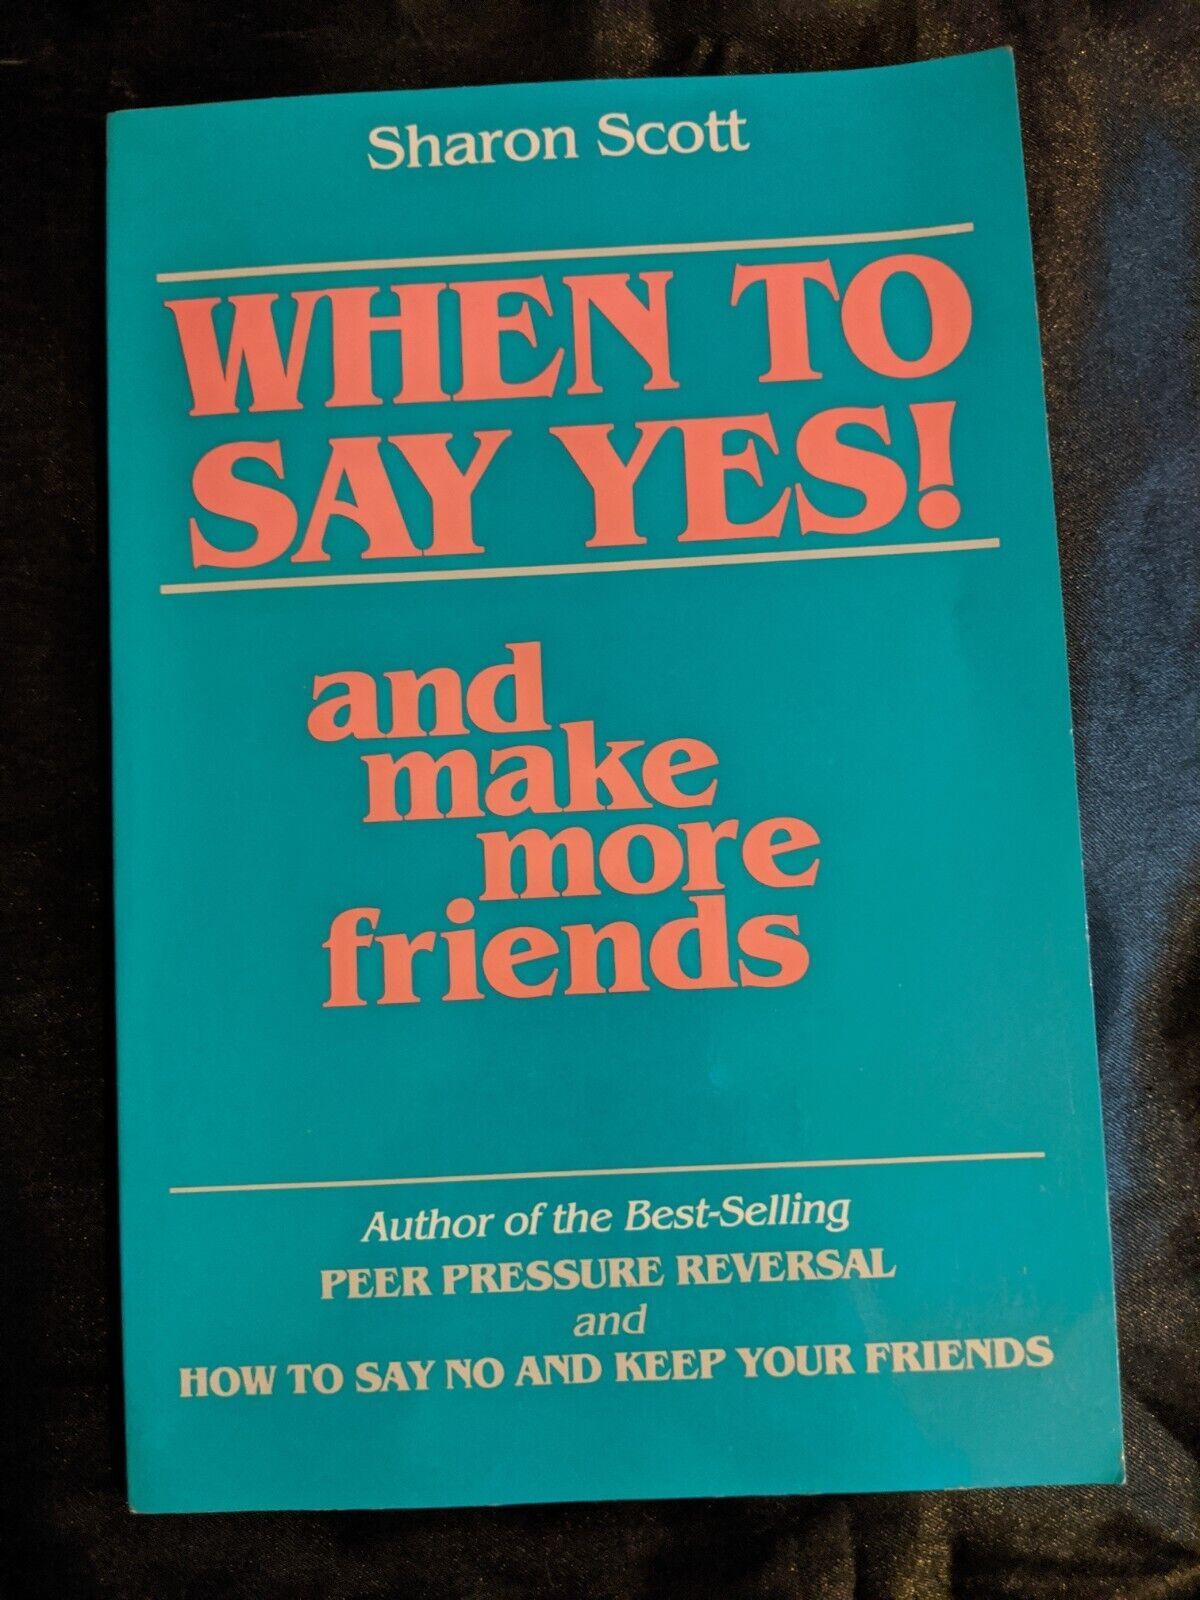 Sharon Scott
WHEN TO
SAY YES!
and
make
more
friends
Author of the Best-Selling
PEER PRESSURE REVERSAL
and
HOW TO SAY NO AND KEEP YOUR FRIENDS